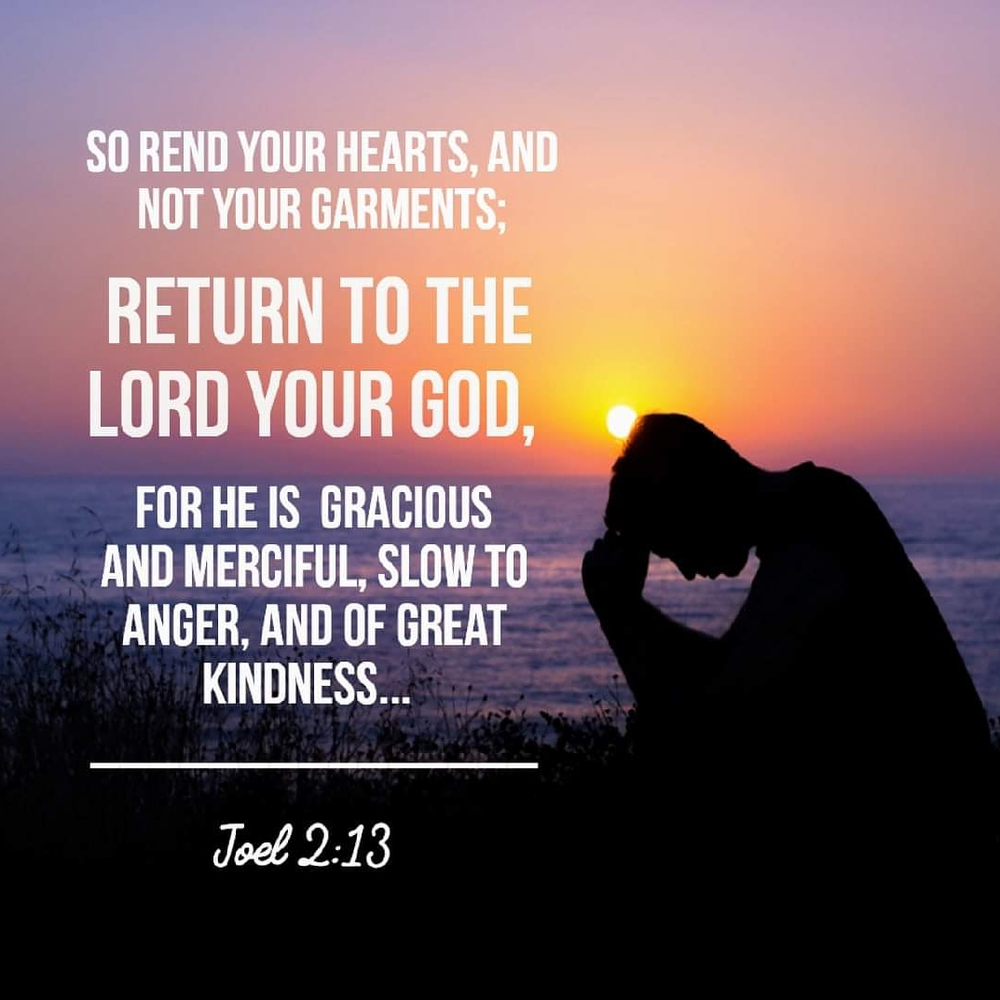 SO REND YOUR HEARTS, AND
NOT YOUR GARMENTS;
RETURN TO THE
LORD YOUR GOD,
FOR HE IS  GRACIOUS
AND MERCIFUL, SLOW TO
ANGER, AND OF GREAT
KINDNESS...
Joel 2:13